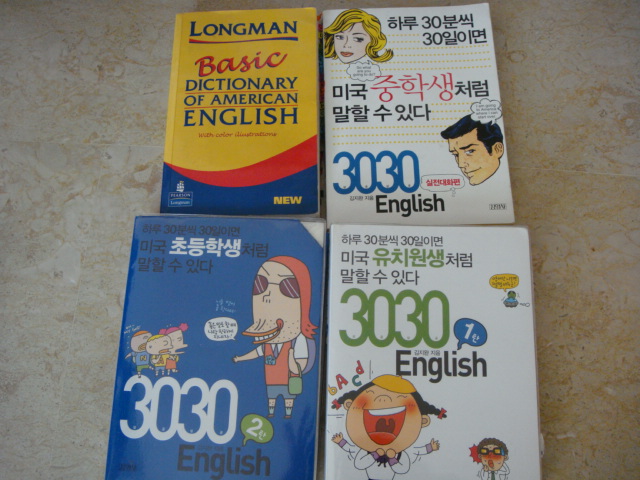 LONGMAN
Basic
DICTIONARY
OF AMERICAN
ENGLISH
With color illustrations
PEARSON
Longman
NEW
하루 30분씩
30일이면
미국 중학생처럼
말할 수 있다
3030
실전대화편
김지완 지음
English
하루 30분씩 30일이면
미국 초등학생처럼
말할 수 있다
3030
2탄
English
하루 30분씩 30일이면
미국 유치원생처럼
말할 수 있다
3030
1탄
김지완 지음
English
A
B
C
d